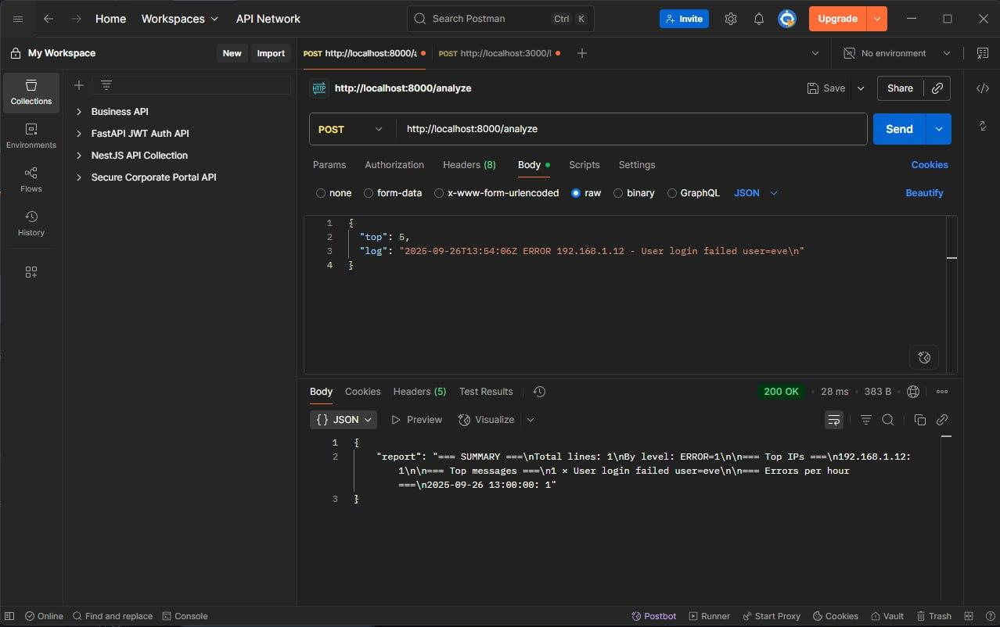 Home Workspaces API Network Search Postman Ctrl K Invite Upgrade
My Workspace New Import POST http://localhost:8000/a POST http://localhost:3000/l No environment
Collections
Environments
Flows
History
Business API
FastAPI JWT Auth API
NestJS API Collection
Secure Corporate Portal API
HTTP http://localhost:8000/analyze Save Share
POST http://localhost:8000/analyze Send
Params Authorization Headers (8) Body Scripts Settings Cookies
none form-data x-www-form-urlencoded raw binary GraphQL JSON Beautify
1 {
2 "top": 5,
3 "log": "2025-09-26T13:54:06Z ERROR 192.168.1.12 - User login failed user=eve\n"
4 }
Body Cookies Headers (5) Test Results 200 OK 28 ms 383 B
{} JSON Preview Visualize
1 {
2 "report": "=== SUMMARY ===\nTotal lines: 1\nBy level: ERROR=1\n\n=== Top IPs ===\n192.168.1.12:
1\n\n=== Top messages ===\n1 × User login failed user=eve\n\n=== Errors per hour
===\n2025-09-26 13:00:00: 1"
3 }
Online Find and replace Console Postbot Runner Start Proxy Cookies Vault Trash